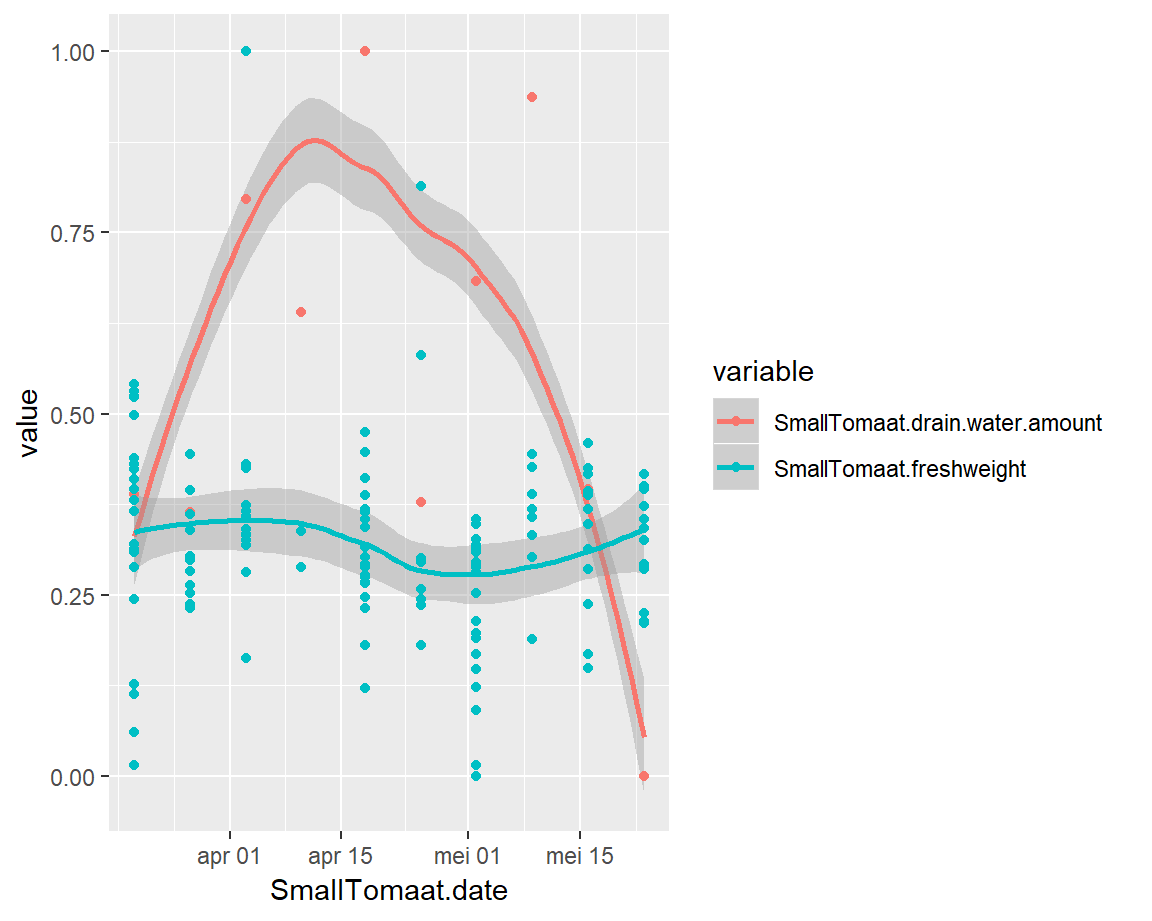 1.00
0.75
0.50
0.25
0.00
value
apr 01
apr 15
mei 01
mei 15
SmallTomaat.date
variable
SmallTomaat.drain.water.amount
SmallTomaat.freshweight